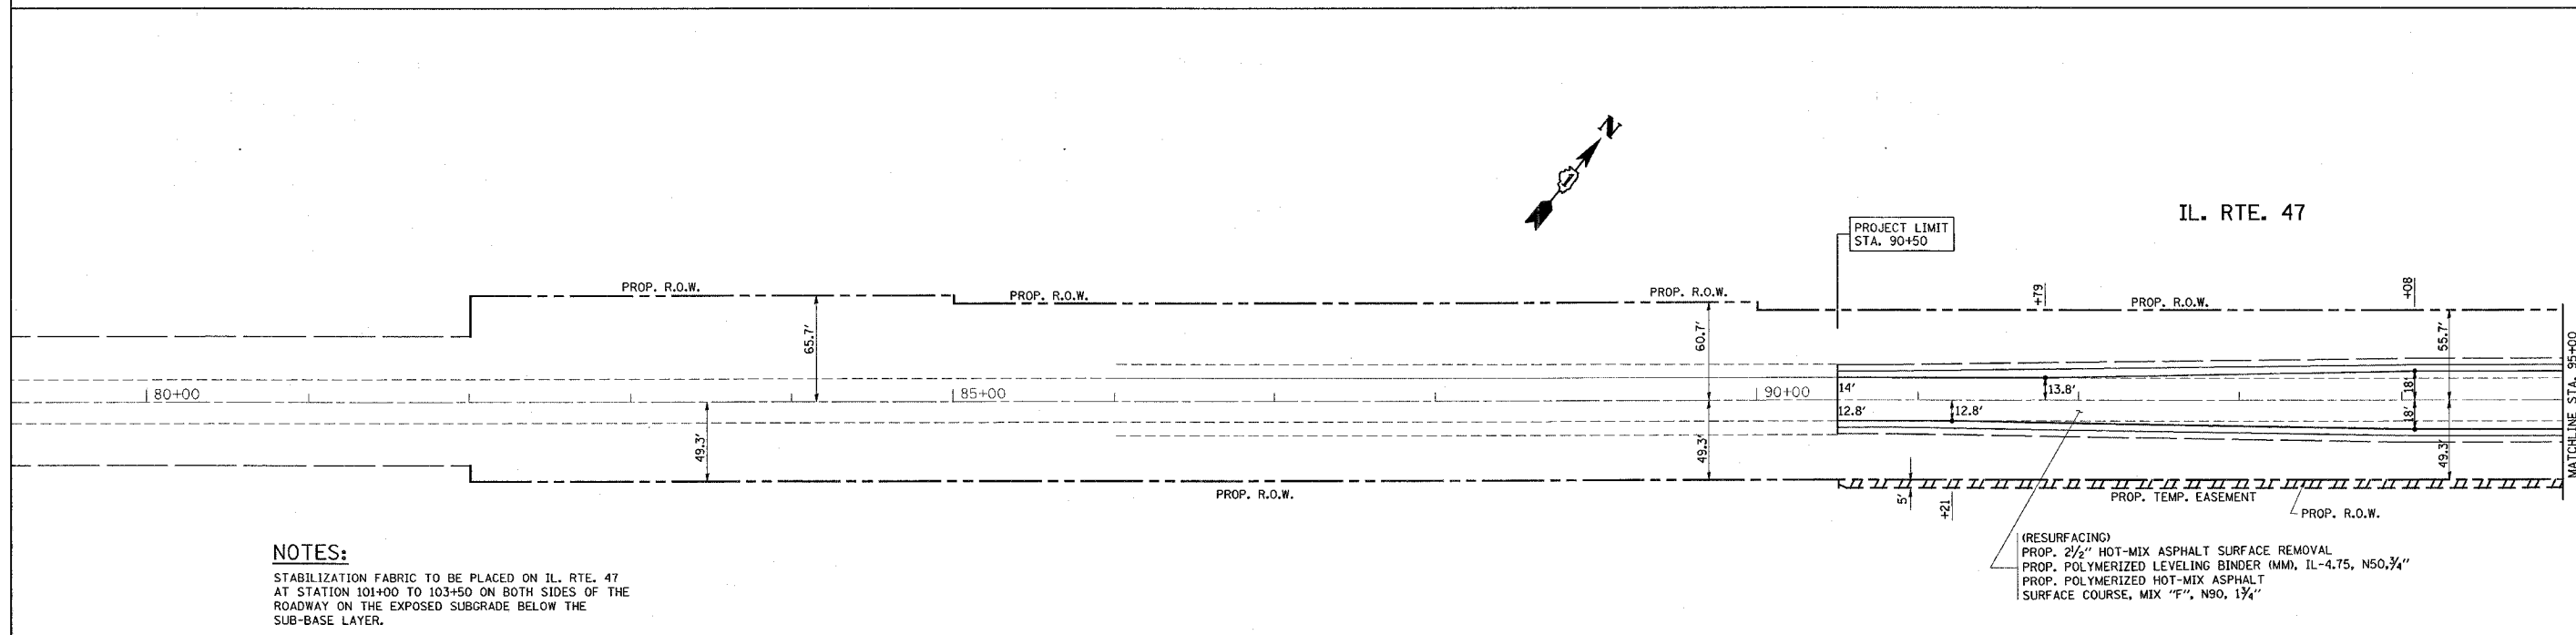 N
1
IL. RTE. 47
PROJECT LIMIT
STA. 90+50
PROP. R.O.W.
PROP. R.O.W.
PROP. R.O.W.
+79
PROP. R.O.W.
+08
65.7'
60.7'
55.7'
80+00
85+00
90+00
14'
13.8'
18'
12.8'
12.8'
18'
49.3'
49.3'
49.3'
MATCHLINE STA. 95+00
PROP. R.O.W.
5'
+21
PROP. TEMP. EASEMENT
PROP. R.O.W.
NOTES:
STABILIZATION FABRIC TO BE PLACED ON IL. RTE. 47
AT STATION 101+00 TO 103+50 ON BOTH SIDES OF THE
ROADWAY ON THE EXPOSED SUBGRADE BELOW THE
SUB-BASE LAYER.
(RESURFACING)
PROP. 2½" HOT-MIX ASPHALT SURFACE REMOVAL
PROP. POLYMERIZED LEVELING BINDER (MM), IL-4.75, N50,¾"
PROP. POLYMERIZED HOT-MIX ASPHALT
SURFACE COURSE, MIX "F", N90, 1¾"